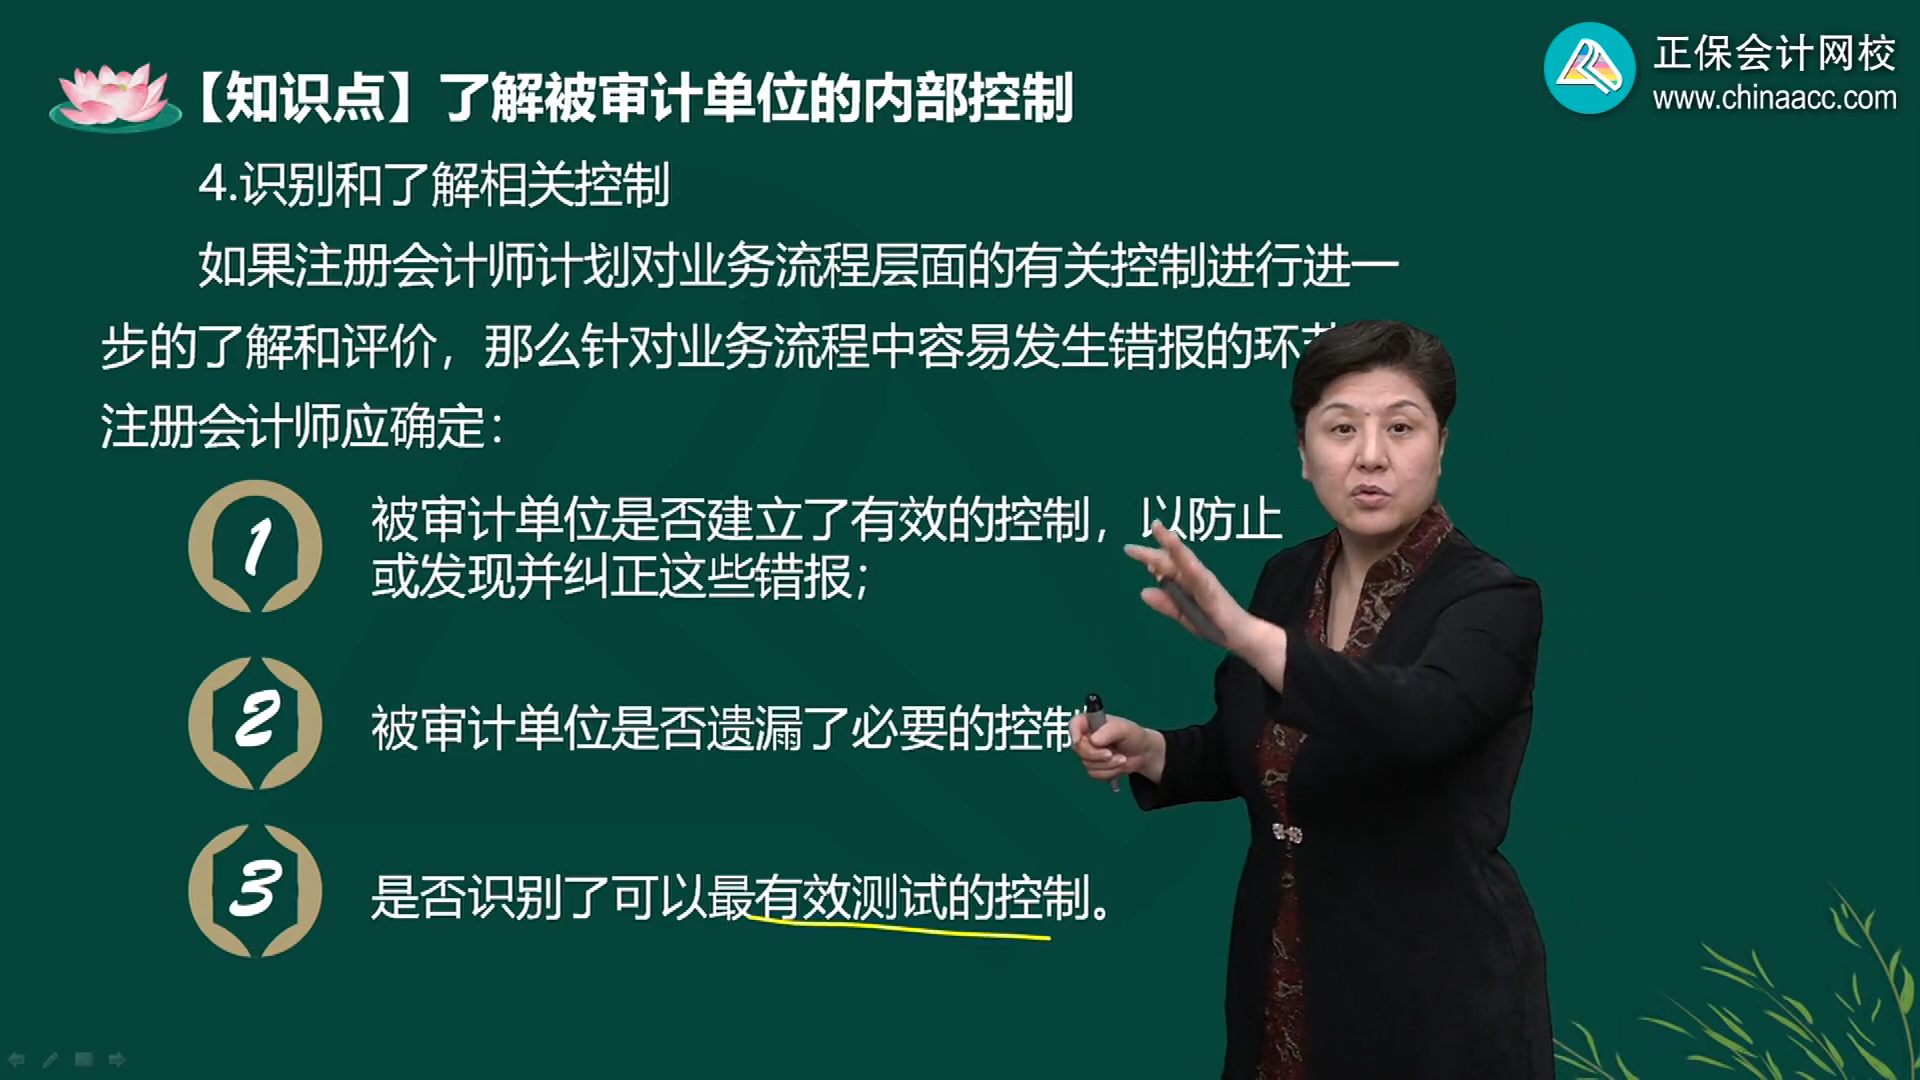 正保会计网校
www.chinaacc.com
【知识点】了解被审计单位的内部控制
4.识别和了解相关控制
如果注册会计师计划对业务流程层面的有关控制进行进一
步的了解和评价，那么针对业务流程中容易发生错报的环
注册会计师应确定：
1
被审计单位是否建立了有效的控制，以防止
或发现并纠正这些错报；
2
被审计单位是否遗漏了必要的控制
3
是否识别了可以最有效测试的控制。